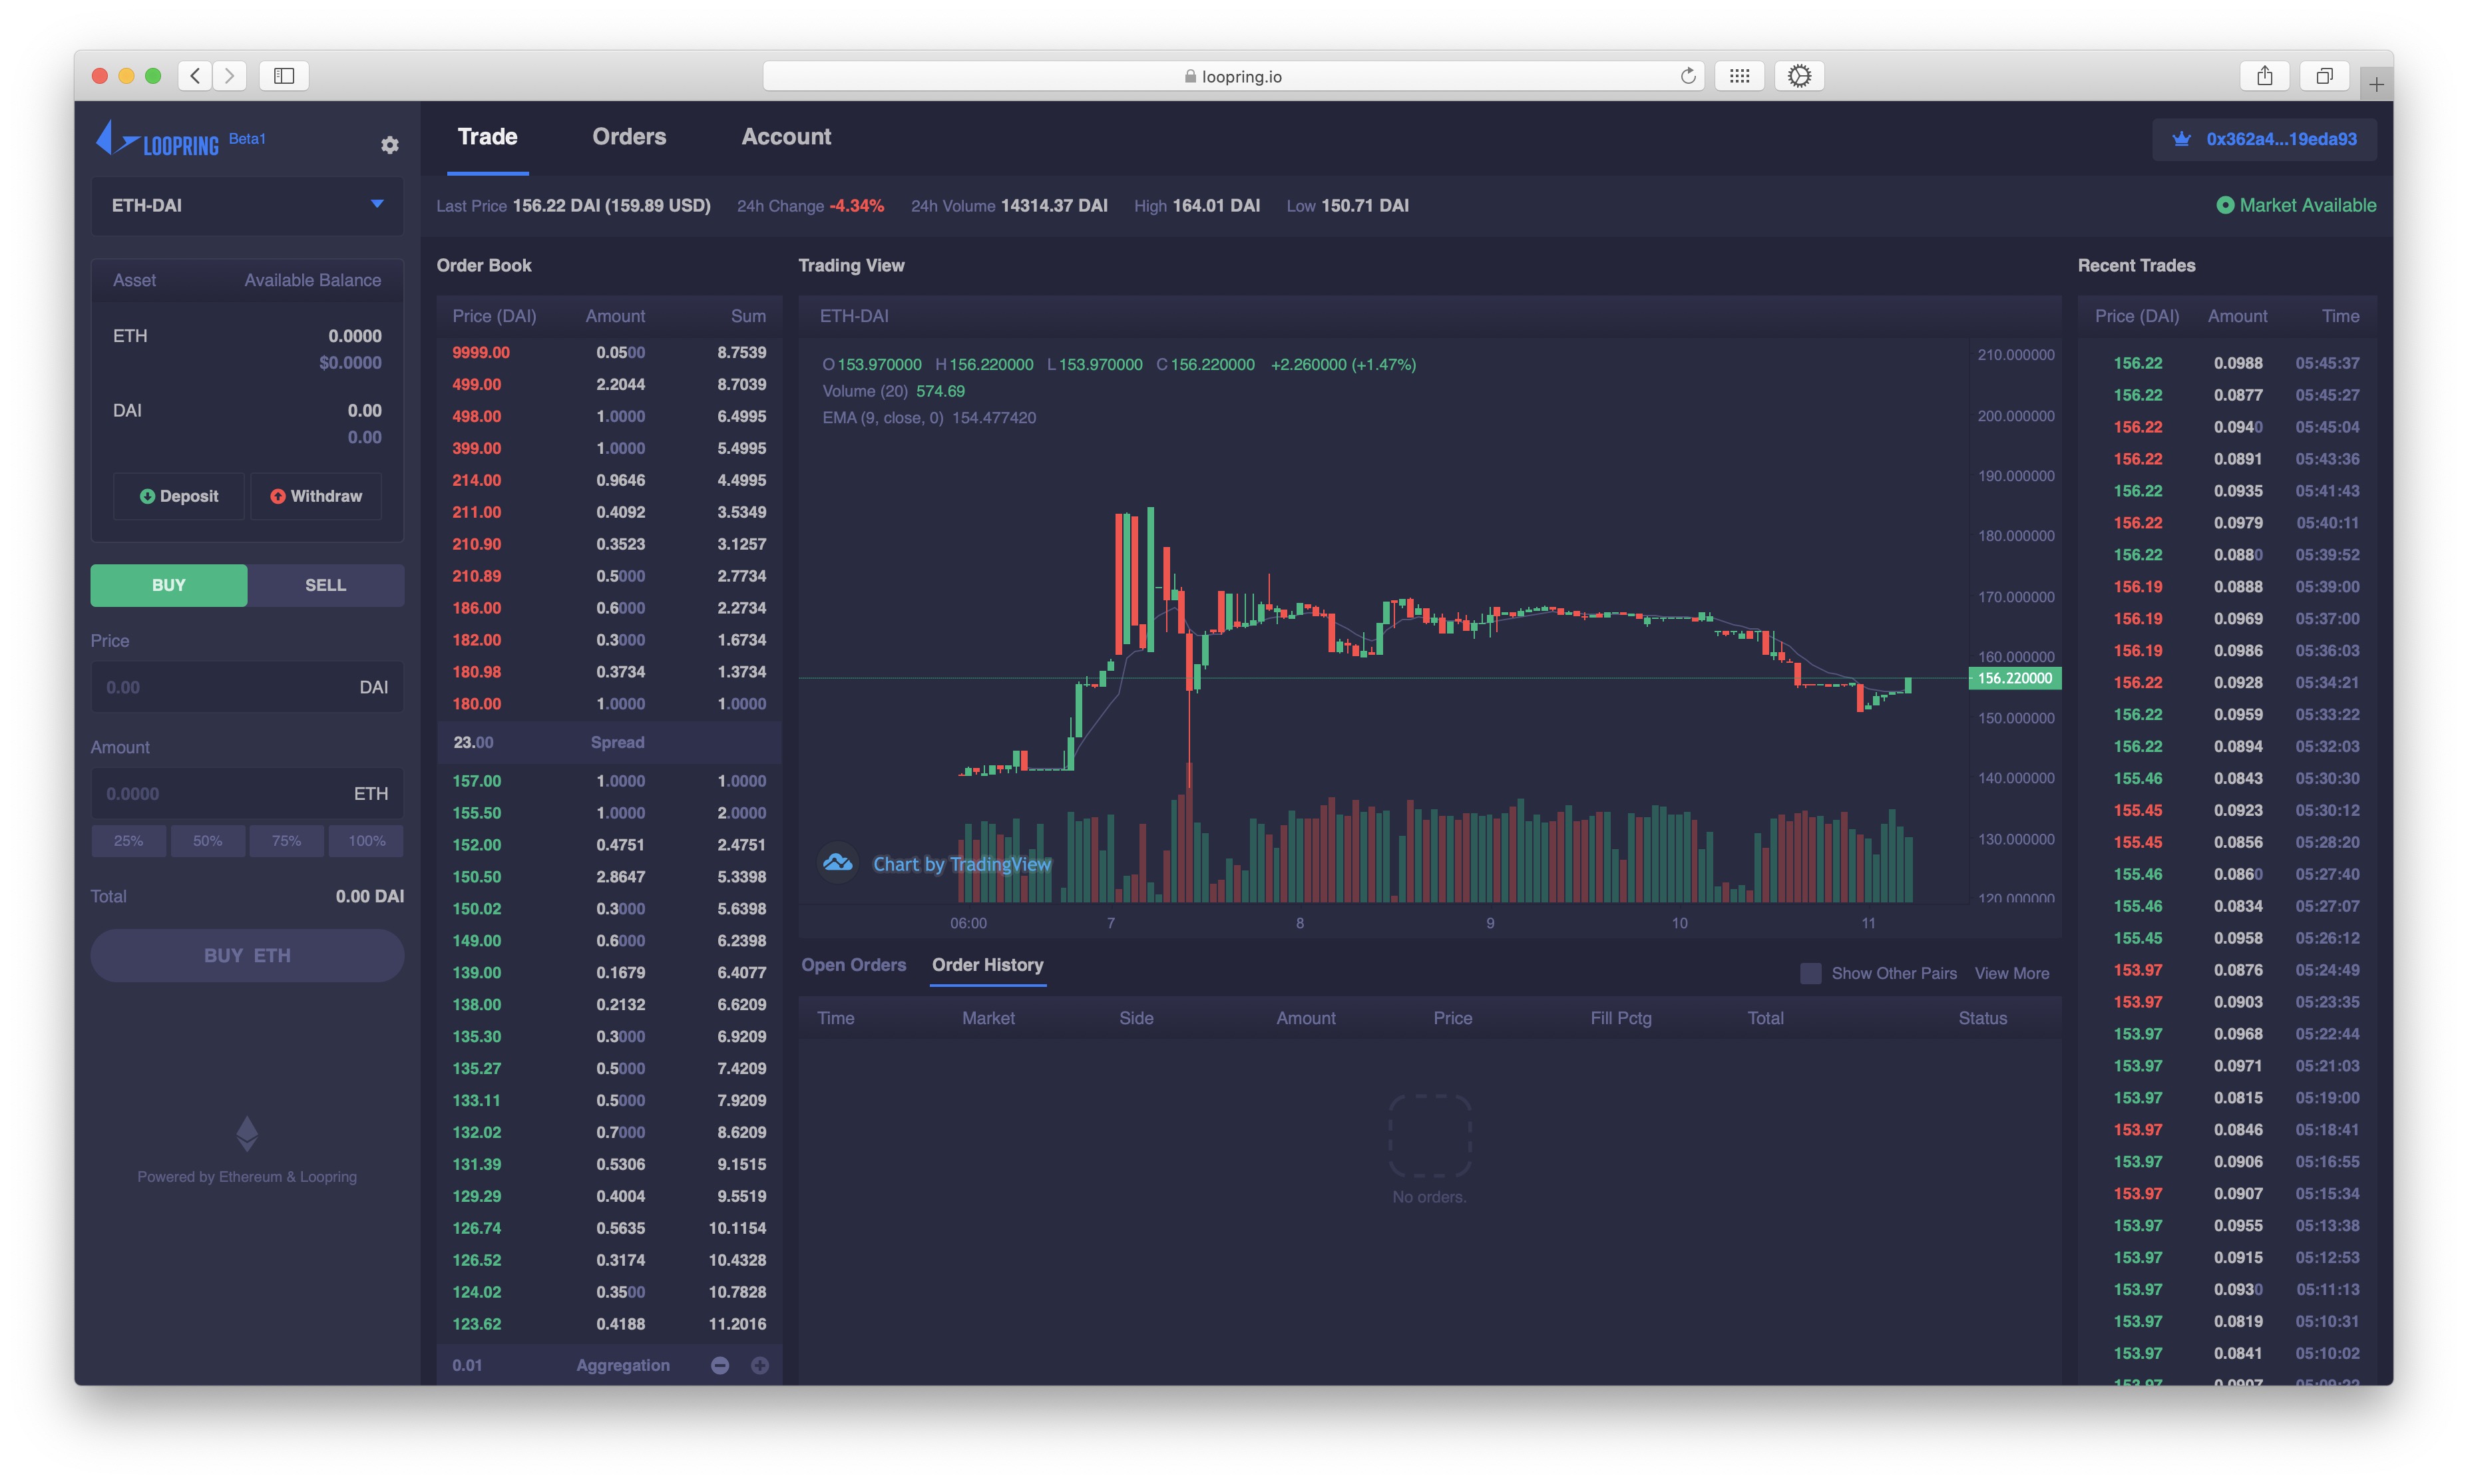 loopring.io
LOOPRING Beta1
Trade Orders Account
0x362a4...19eda93
ETH-DAI
Last Price 156.22 DAI (159.89 USD) 24h Change -4.34% 24h Volume 14314.37 DAI High 164.01 DAI Low 150.71 DAI
Market Available
Asset Available Balance
ETH 0.0000
$0.0000
DAI 0.00
0.00
Deposit Withdraw
BUY SELL
Price
0.00 DAI
Amount
0.0000 ETH
25% 50% 75% 100%
Total 0.00 DAI
BUY ETH
Powered by Ethereum & Loopring
Order Book
Price (DAI) Amount Sum
9999.00 0.0500 8.7539
499.00 2.2044 8.7039
498.00 1.0000 6.4995
399.00 1.0000 5.4995
214.00 0.9646 4.4995
211.00 0.4092 3.5349
210.90 0.3523 3.1257
210.89 0.5000 2.7734
186.00 0.6000 2.2734
182.00 0.3000 1.6734
180.98 0.3734 1.3734
180.00 1.0000 1.0000
23.00 Spread
157.00 1.0000 1.0000
155.50 1.0000 2.0000
152.00 0.4751 2.4751
150.50 2.8647 5.3398
150.02 0.3000 5.6398
149.00 0.6000 6.2398
139.00 0.1679 6.4077
138.00 0.2132 6.6209
135.30 0.3000 6.9209
135.27 0.5000 7.4209
133.11 0.5000 7.9209
132.02 0.7000 8.6209
131.39 0.5306 9.1515
129.29 0.4004 9.5519
126.74 0.5635 10.1154
126.52 0.3174 10.4328
124.02 0.3500 10.7828
123.62 0.4188 11.2016
0.01 Aggregation
Trading View
ETH-DAI
O 153.970000 H 156.220000 L 153.970000 C 156.220000 +2.260000 (+1.47%)
Volume (20) 574.69
EMA (9, close, 0) 154.477420
210.000000
200.000000
190.000000
180.000000
170.000000
160.000000
156.220000
150.000000
140.000000
130.000000
120.000000
Chart by TradingView
06:00 7 8 9 10 11
Open Orders Order History
Show Other Pairs View More
Time Market Side Amount Price Fill Pctg Total Status
No orders.
Recent Trades
Price (DAI) Amount Time
156.22 0.0988 05:45:37
156.22 0.0877 05:45:27
156.22 0.0940 05:45:04
156.22 0.0891 05:43:36
156.22 0.0935 05:41:43
156.22 0.0979 05:40:11
156.22 0.0880 05:39:52
156.19 0.0888 05:39:00
156.19 0.0969 05:37:00
156.19 0.0986 05:36:03
156.22 0.0928 05:34:21
156.22 0.0959 05:33:22
156.22 0.0894 05:32:03
155.46 0.0843 05:30:30
155.45 0.0923 05:30:12
155.45 0.0856 05:28:20
155.46 0.0860 05:27:40
155.46 0.0834 05:27:07
155.45 0.0958 05:26:12
153.97 0.0876 05:24:49
153.97 0.0903 05:23:35
153.97 0.0968 05:22:44
153.97 0.0971 05:21:03
153.97 0.0815 05:19:00
153.97 0.0846 05:18:41
153.97 0.0906 05:16:55
153.97 0.0907 05:15:34
153.97 0.0955 05:13:38
153.97 0.0915 05:12:53
153.97 0.0930 05:11:13
153.97 0.0819 05:10:31
153.97 0.0841 05:10:02